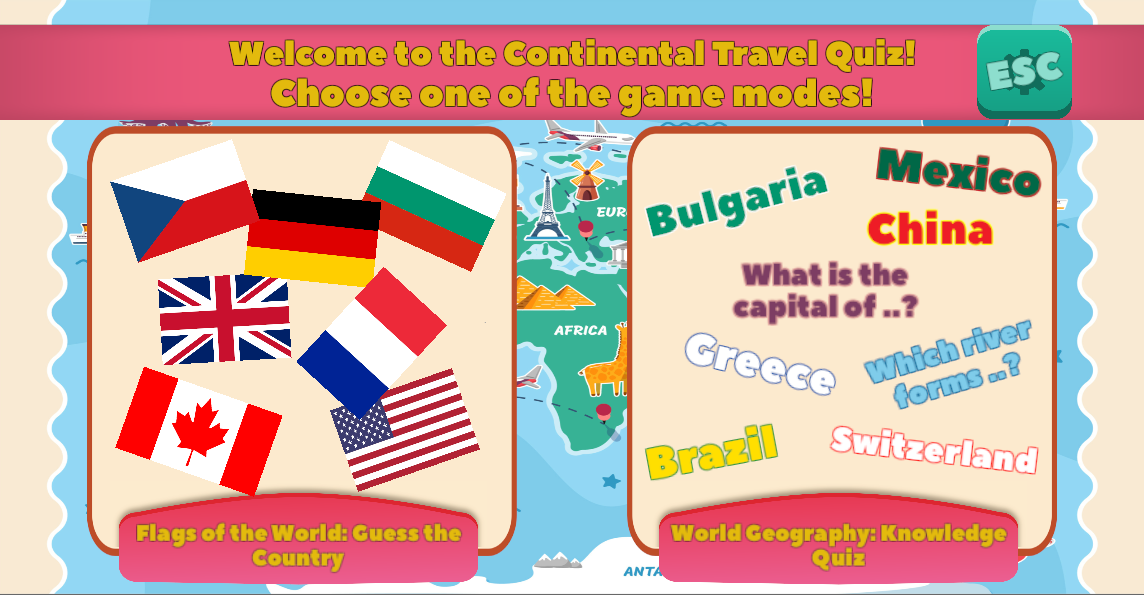 Welcome to the Continental Travel Quiz!
Choose one of the game modes!
ESC
EUR
AFRICA
Bulgaria
Mexico
China
What is the
capital of ..?
Greece
Which river
forms ..?
Brazil
Switzerland
Flags of the World: Guess the
Country
World Geography: Knowledge
Quiz
ANTA